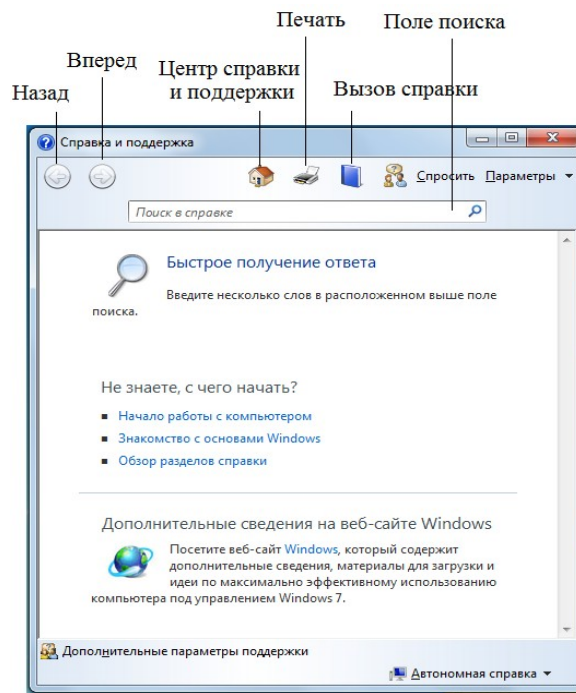 Печать Поле поиска
Вперед Центр справки
и поддержки Вызов справки
Назад
Справка и поддержка
Спросить Параметры
Поиск в справке
Быстрое получение ответа
Введите несколько слов в расположенном выше поле
поиска.
Не знаете, с чего начать?
Начало работы с компьютером
Знакомство с основами Windows
Обзор разделов справки
Дополнительные сведения на веб-сайте Windows
Посетите веб-сайт Windows, который содержит
дополнительные сведения, материалы для загрузки и
идеи по максимально эффективному использованию
компьютера под управлением Windows 7.
Дополнительные параметры поддержки
Автономная справка